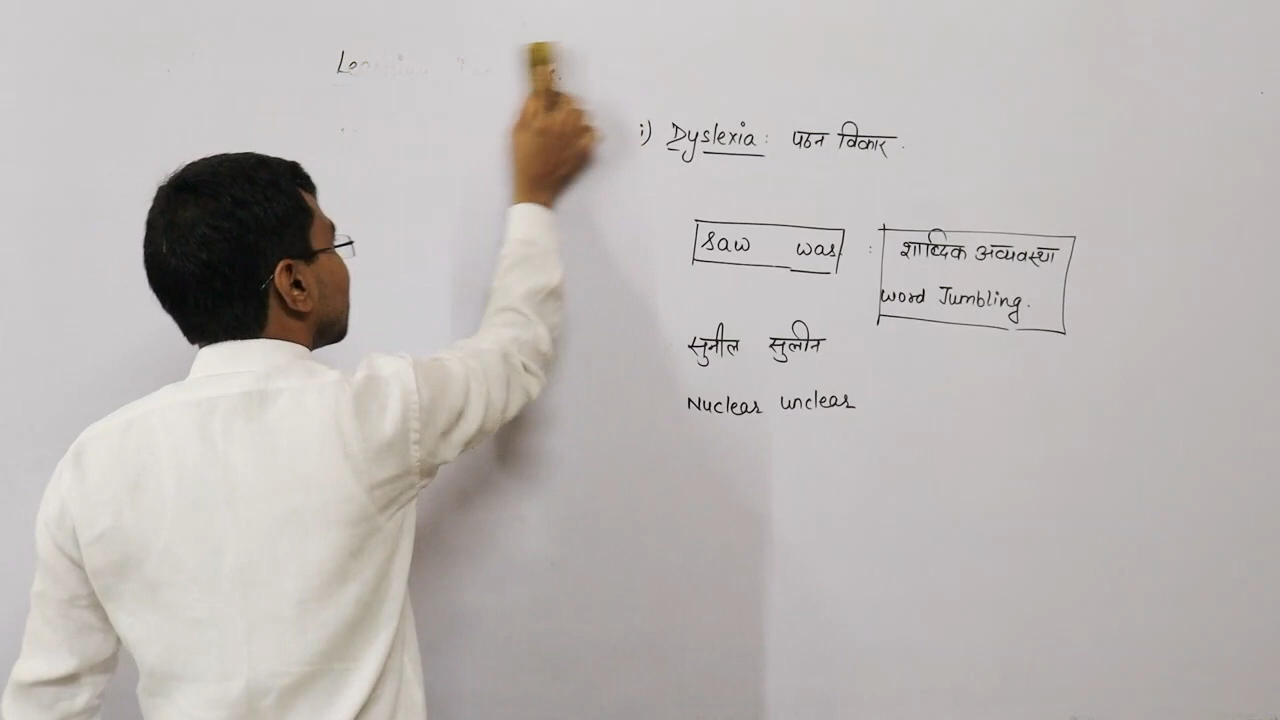 i) Dyslexia : पठन विकार.
saw was : शाब्दिक अव्यवस्था
word Jumbling.
सुनील सुलीन
Nuclear unclear